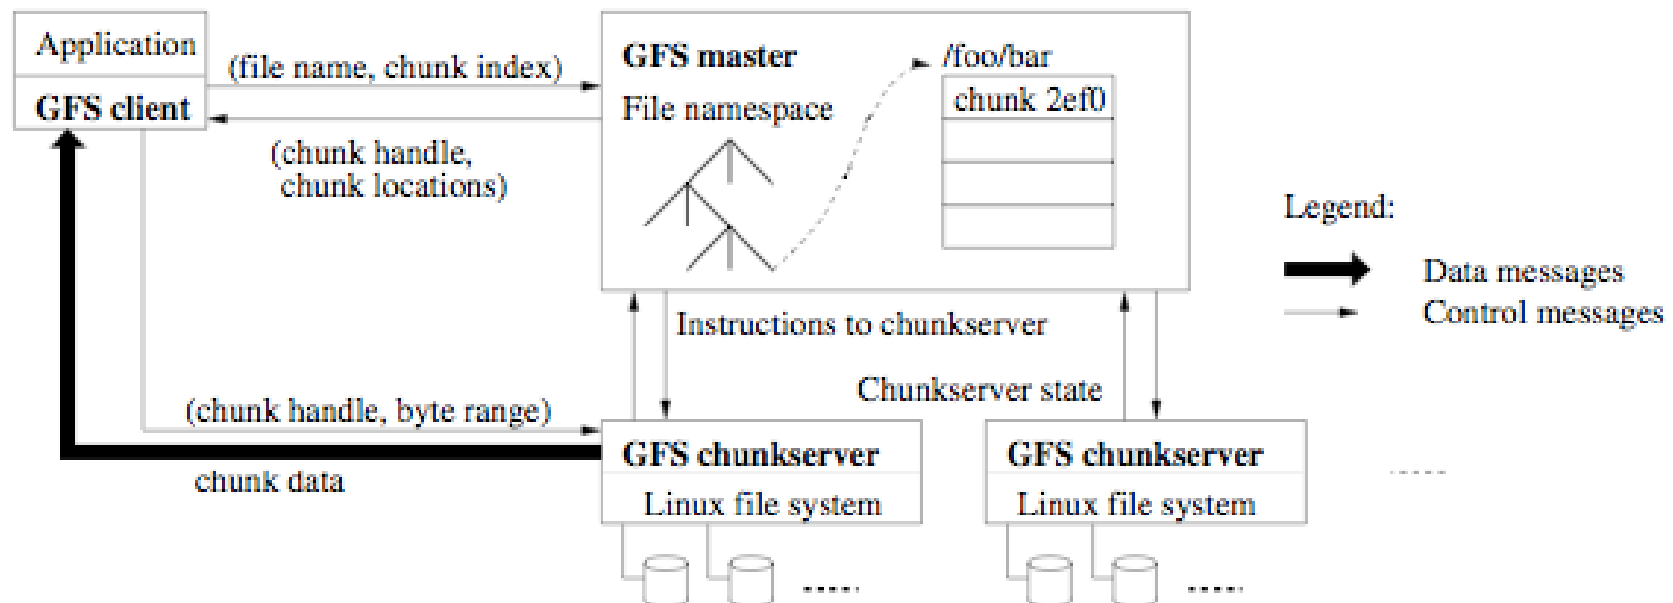 Application
GFS client
(file name, chunk index)
(chunk handle,
chunk locations)
GFS master
File namespace
/foo/bar
chunk 2ef0
Legend:
Data messages
Control messages
Instructions to chunkserver
Chunkserver state
(chunk handle, byte range)
chunk data
GFS chunkserver
Linux file system
GFS chunkserver
Linux file system